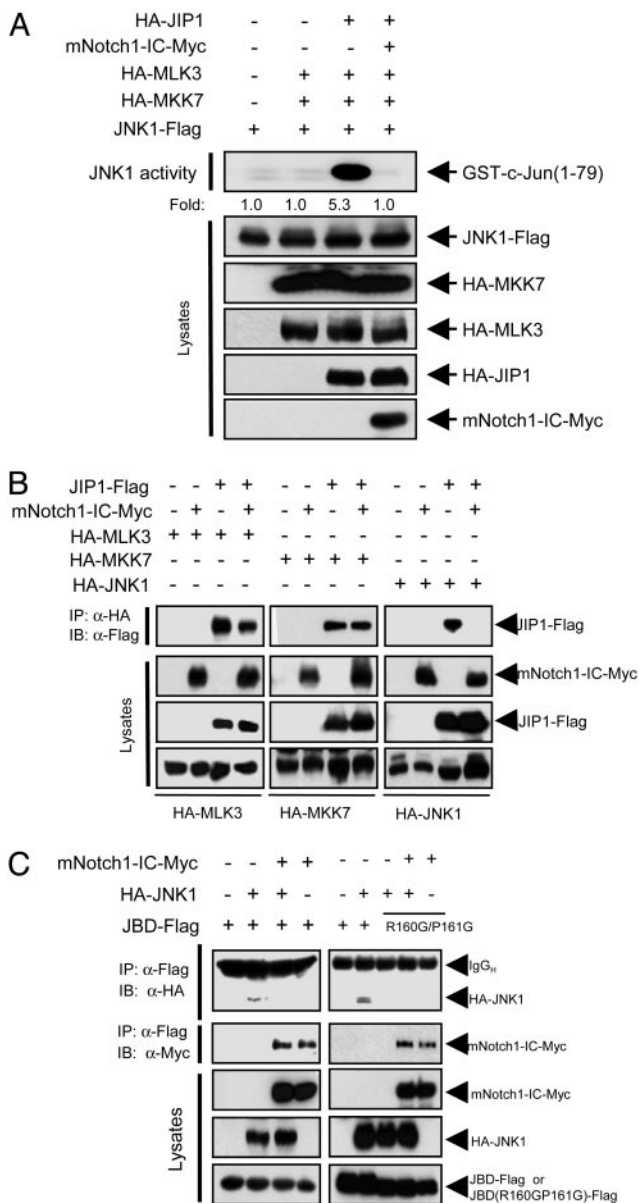 A
HA-JIP1 - - + +
mNotch1-IC-Myc - - - +
HA-MLK3 - + + +
HA-MKK7 - + + +
JNK1-Flag + + + +
JNK1 activity
GST-c-Jun(1-79)
Fold: 1.0 1.0 5.3 1.0
Lysates
JNK1-Flag
HA-MKK7
HA-MLK3
HA-JIP1
mNotch1-IC-Myc
B
JIP1-Flag - - + + - - + + - - + +
mNotch1-IC-Myc - + - + - + - + - + - +
HA-MLK3 + + + + - - - - - - - -
HA-MKK7 - - - - + + + + - - - -
HA-JNK1 - - - - - - - - + + + +
IP: α-HA
IB: α-Flag
JIP1-Flag
Lysates
mNotch1-IC-Myc
JIP1-Flag
HA-MLK3 HA-MKK7 HA-JNK1
C
mNotch1-IC-Myc - - + + - - - + +
HA-JNK1 - + + - - + + + -
JBD-Flag + + + + + + R160G/P161G
IP: α-Flag
IB: α-HA
IgGH
HA-JNK1
IP: α-Flag
IB: α-Myc
mNotch1-IC-Myc
Lysates
mNotch1-IC-Myc
HA-JNK1
JBD-Flag or
JBD(R160GP161G)-Flag